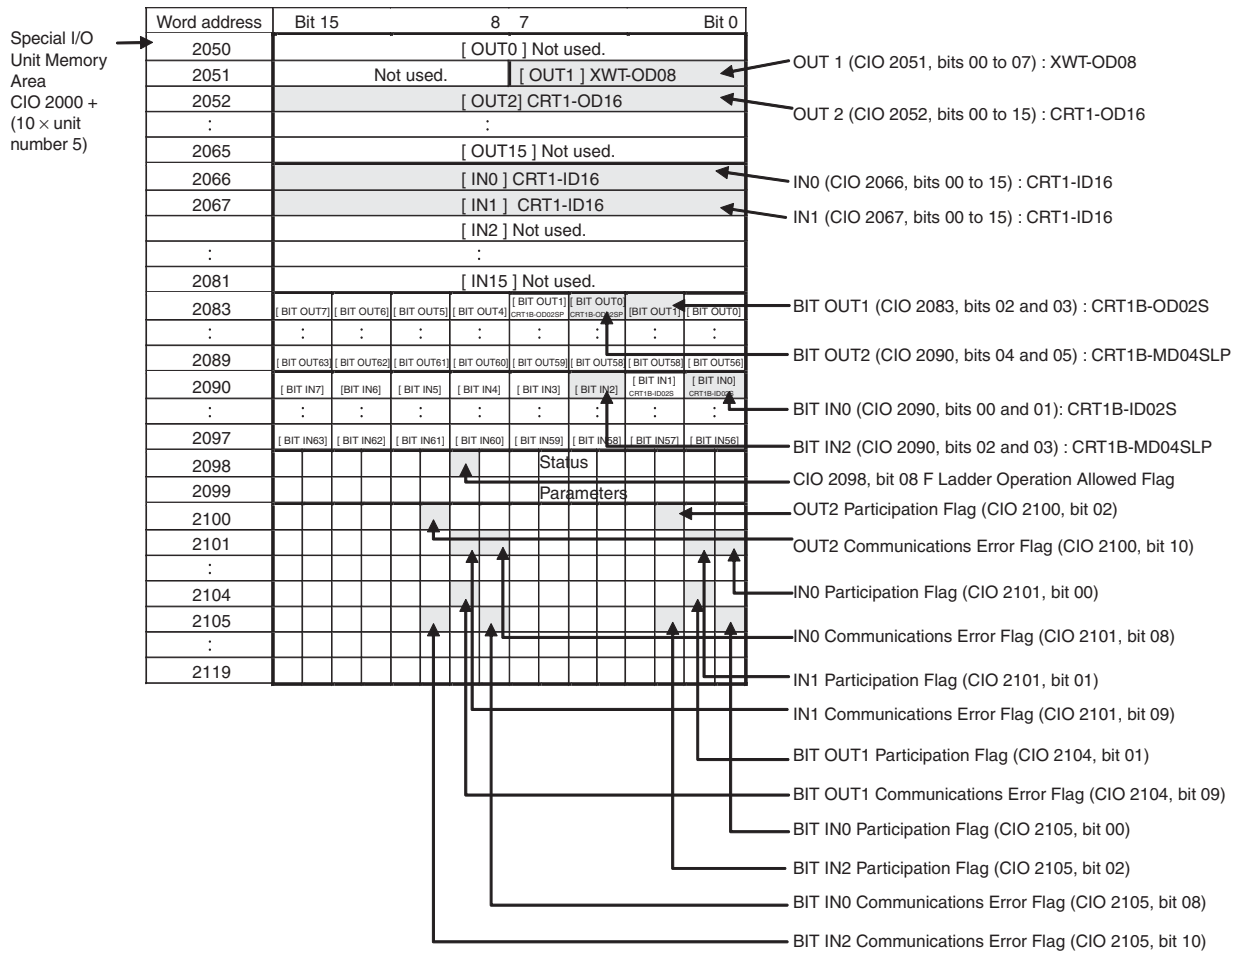 Word address Bit 15 8 7 Bit 0
Special I/O
Unit Memory
Area
CIO 2000 +
(10 × unit
number 5)
2050 [ OUT0 ] Not used.
2051 Not used. [ OUT1 ] XWT-OD08
2052 [ OUT2] CRT1-OD16
: :
2065 [ OUT15 ] Not used.
2066 [ IN0 ] CRT1-ID16
2067 [ IN1 ] CRT1-ID16
[ IN2 ] Not used.
: :
2081 [ IN15 ] Not used.
2083 [ BIT OUT7] [ BIT OUT6] [ BIT OUT5] [ BIT OUT4] [ BIT OUT1] CRT1B-OD02SP [ BIT OUT0] CRT1B-OD02SP [BIT OUT1] [ BIT OUT0]
: : : : : : : : :
2089 [ BIT OUT63] [ BIT OUT62] [ BIT OUT61] [ BIT OUT60] [ BIT OUT59] [ BIT OUT58] [ BIT OUT58] [ BIT OUT56]
2090 [ BIT IN7] [BIT IN6] [ BIT IN5] [ BIT IN4] [ BIT IN3] [ BIT IN2] [ BIT IN1] CRT1B-ID02S [ BIT IN0] CRT1B-ID02S
: : : : : : : : :
2097 [ BIT IN63] [ BIT IN62] [ BIT IN61] [ BIT IN60] [ BIT IN59] [ BIT IN58] [ BIT IN57] [ BIT IN56]
2098 Status
2099 Parameters
2100
2101
:
2104
2105
:
2119
OUT 1 (CIO 2051, bits 00 to 07) : XWT-OD08
OUT 2 (CIO 2052, bits 00 to 15) : CRT1-OD16
IN0 (CIO 2066, bits 00 to 15) : CRT1-ID16
IN1 (CIO 2067, bits 00 to 15) : CRT1-ID16
BIT OUT1 (CIO 2083, bits 02 and 03) : CRT1B-OD02S
BIT OUT2 (CIO 2090, bits 04 and 05) : CRT1B-MD04SLP
BIT IN0 (CIO 2090, bits 00 and 01): CRT1B-ID02S
BIT IN2 (CIO 2090, bits 02 and 03) : CRT1B-MD04SLP
CIO 2098, bit 08 F Ladder Operation Allowed Flag
OUT2 Participation Flag (CIO 2100, bit 02)
OUT2 Communications Error Flag (CIO 2100, bit 10)
IN0 Participation Flag (CIO 2101, bit 00)
IN0 Communications Error Flag (CIO 2101, bit 08)
IN1 Participation Flag (CIO 2101, bit 01)
IN1 Communications Error Flag (CIO 2101, bit 09)
BIT OUT1 Participation Flag (CIO 2104, bit 01)
BIT OUT1 Communications Error Flag (CIO 2104, bit 09)
BIT IN0 Participation Flag (CIO 2105, bit 00)
BIT IN2 Participation Flag (CIO 2105, bit 02)
BIT IN0 Communications Error Flag (CIO 2105, bit 08)
BIT IN2 Communications Error Flag (CIO 2105, bit 10)